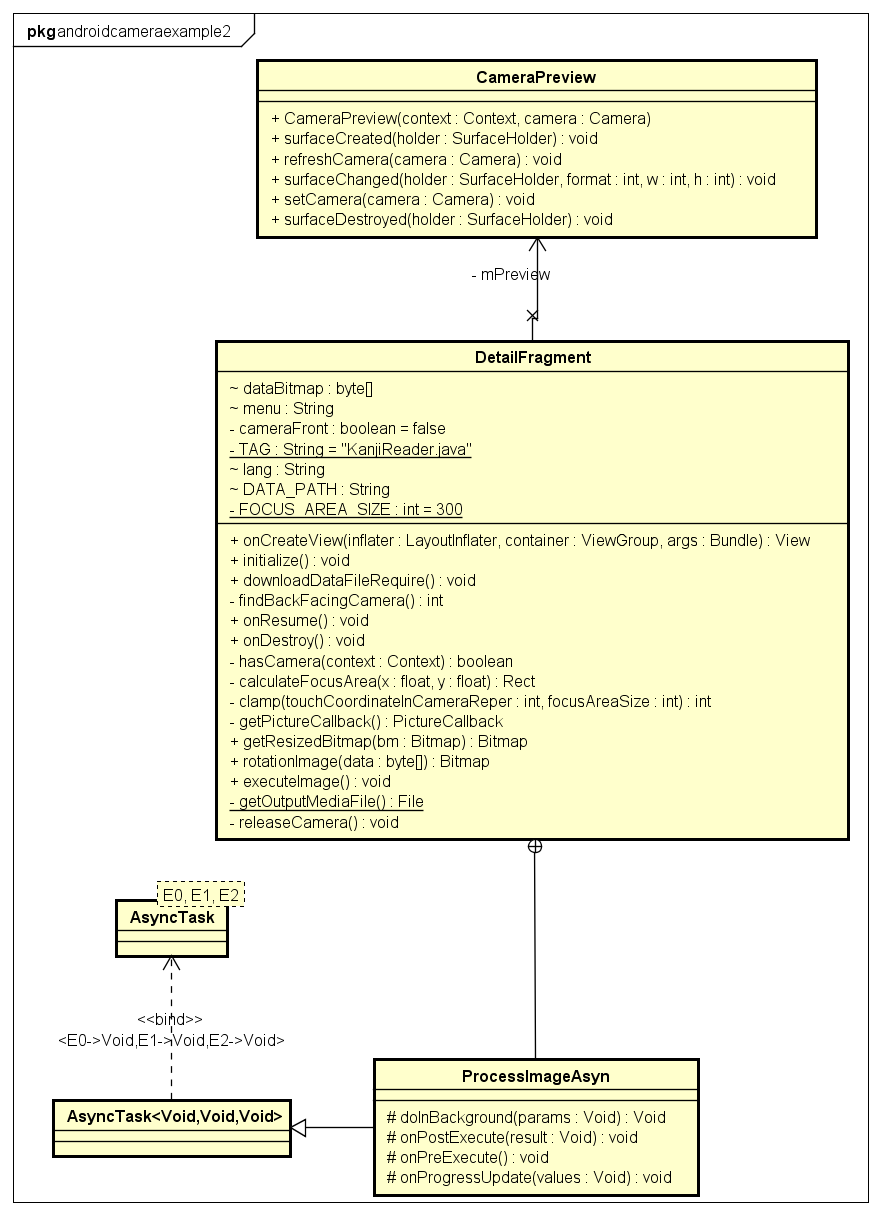 pkg androidcameraexample2
CameraPreview
+ CameraPreview(context : Context, camera : Camera)
+ surfaceCreated(holder : SurfaceHolder) : void
+ refreshCamera(camera : Camera) : void
+ surfaceChanged(holder : SurfaceHolder, format : int, w : int, h : int) : void
+ setCamera(camera : Camera) : void
+ surfaceDestroyed(holder : SurfaceHolder) : void
- mPreview
DetailFragment
~ dataBitmap : byte[]
~ menu : String
- cameraFront : boolean = false
- TAG : String = "KanjiReader.java"
~ lang : String
~ DATA_PATH : String
- FOCUS_AREA_SIZE : int = 300
+ onCreateView(inflater : LayoutInflater, container : ViewGroup, args : Bundle) : View
+ initialize() : void
+ downloadDataFileRequire() : void
- findBackFacingCamera() : int
+ onResume() : void
+ onDestroy() : void
- hasCamera(context : Context) : boolean
- calculateFocusArea(x : float, y : float) : Rect
- clamp(touchCoordinateInCameraReper : int, focusAreaSize : int) : int
- getPictureCallback() : PictureCallback
+ getResizedBitmap(bm : Bitmap) : Bitmap
+ rotationImage(data : byte[]) : Bitmap
+ executeImage() : void
- getOutputMediaFile() : File
- releaseCamera() : void
E0, E1, E2
AsyncTask
<<bind>>
<E0->Void,E1->Void,E2->Void>
AsyncTask<Void,Void,Void>
ProcessImageAsyn
# doInBackground(params : Void) : Void
# onPostExecute(result : Void) : void
# onPreExecute() : void
# onProgressUpdate(values : Void) : void